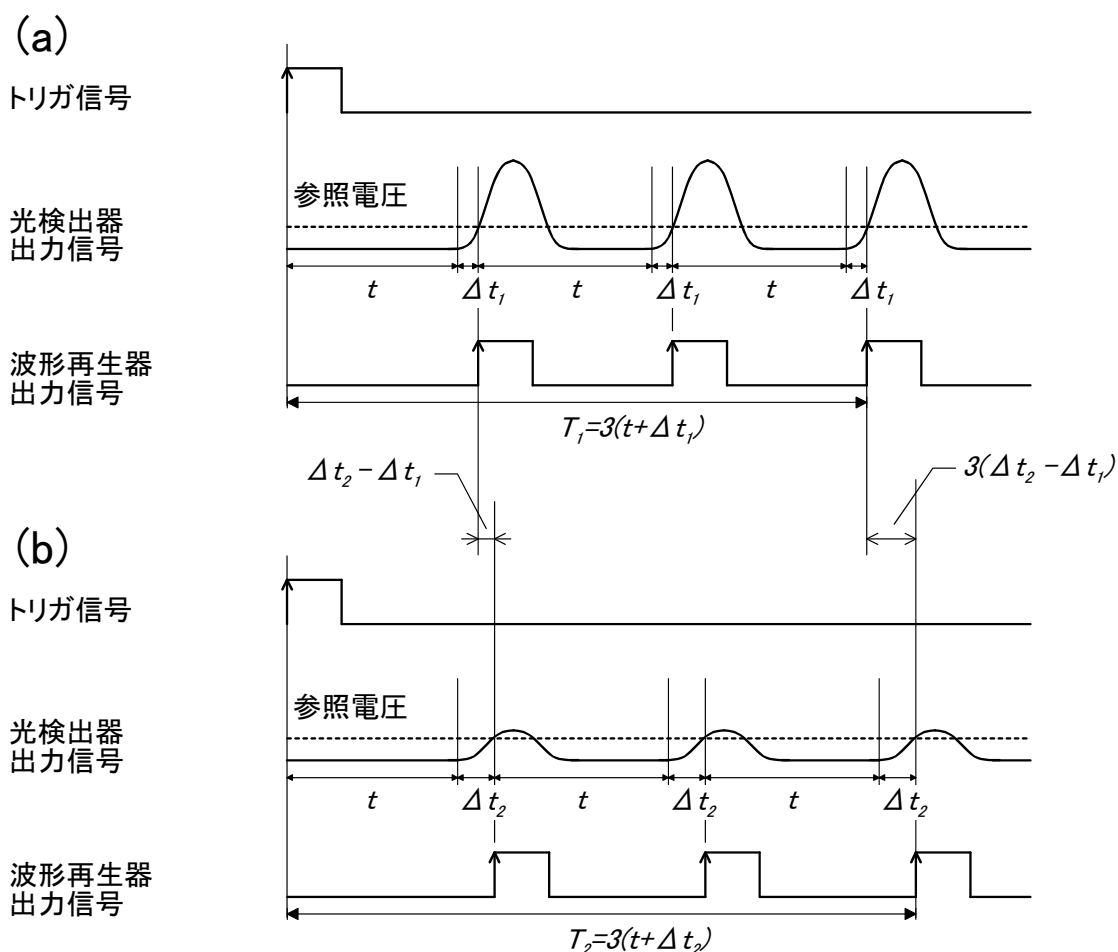 (a)
トリガ信号
参照電圧
光検出器
出力信号
t
Δt₁
t
Δt₁
t
Δt₁
波形再生器
出力信号
T₁=3(t+Δt₁)
Δt₂−Δt₁
3(Δt₂−Δt₁)
(b)
トリガ信号
参照電圧
光検出器
出力信号
t
Δt₂
t
Δt₂
t
Δt₂
波形再生器
出力信号
T₂=3(t+Δt₂)